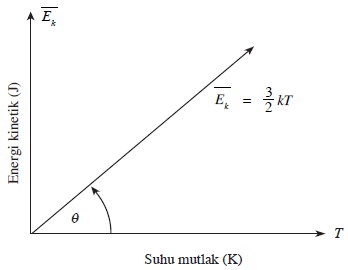 E̅ₖ
Energi kinetik (J)
E̅ₖ = 3/2 kT
θ
T
Suhu mutlak (K)